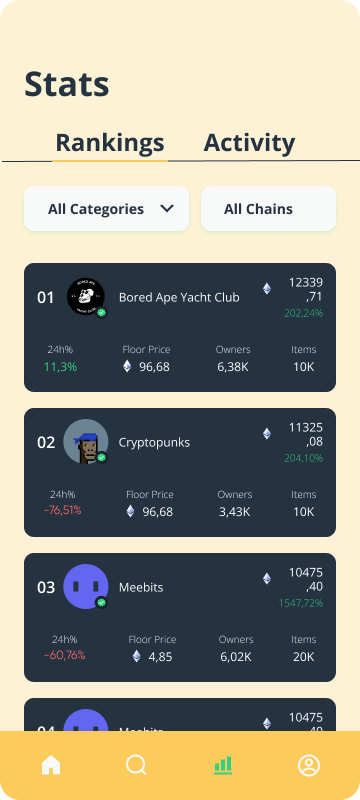 Stats
Rankings Activity
All Categories All Chains
01 Bored Ape Yacht Club 12339
,71
202,24%
24h% Floor Price Owners Items
11,3% 96,68 6,38K 10K
02 Cryptopunks 11325
,08
204,10%
24h% Floor Price Owners Items
-76,51% 96,68 3,43K 10K
03 Meebits 10475
,40
1547,72%
24h% Floor Price Owners Items
-60,76% 4,85 6,02K 20K
04 Meebits 10475
,40